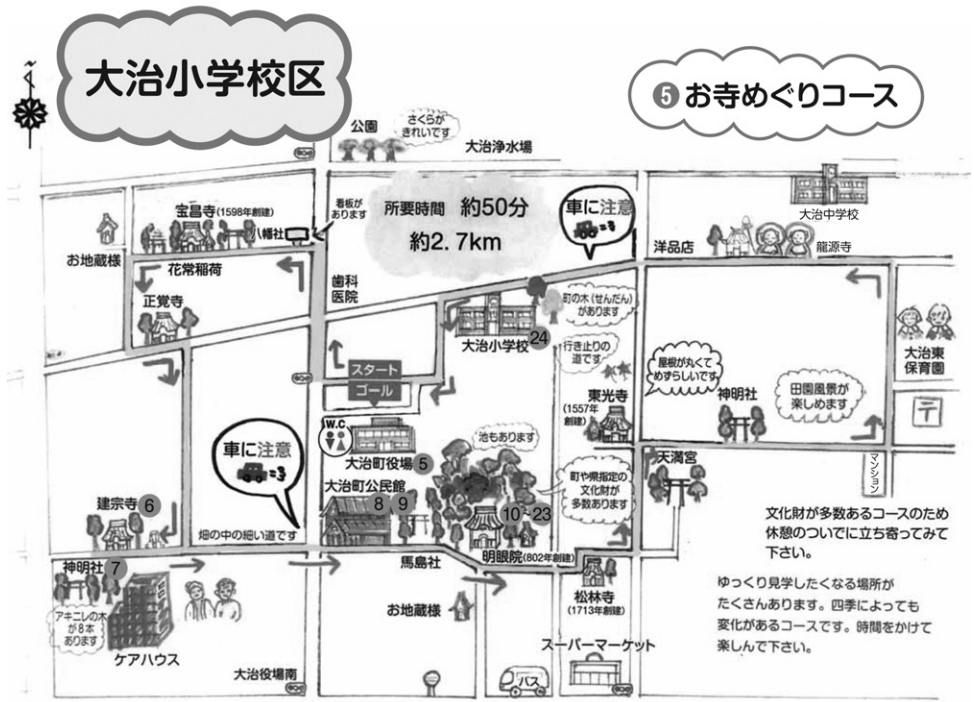 大治小学校区
❺お寺めぐりコース
公園
さくらが
きれいです
大治浄水場
所要時間 約50分
約2.7km
車に注意
看板が
あります
宝昌寺(1598年創建)
八幡社
お地蔵様
花常稲荷
正覚寺
歯科
医院
大治中学校
洋品店
龍源寺
町の木(せんだん)
があります
大治小学校
24
行き止りの
道です
スタート
ゴール
東光寺
(1557年
創建)
屋根が丸くて
めずらしいです
神明社
田園風景が
楽しめます
大治東
保育園
〒
W.C
大治町役場
5
池もあります
車に注意
大治町公民館
8 9
町や県指定の
文化財が
多数あります
天満宮
マンション
建宗寺
6
畑の中の細い道です
10~23
明眼院(802年創建)
馬島社
神明社
7
アキニレの木
が8本
あります
ケアハウス
お地蔵様
松林寺
(1713年創建)
スーパーマーケット
大治役場南
バス
文化財が多数あるコースのため
休憩のついでに立ち寄ってみて
下さい。
ゆっくり見学したくなる場所が
たくさんあります。四季によっても
変化があるコースです。時間をかけて
楽しんで下さい。